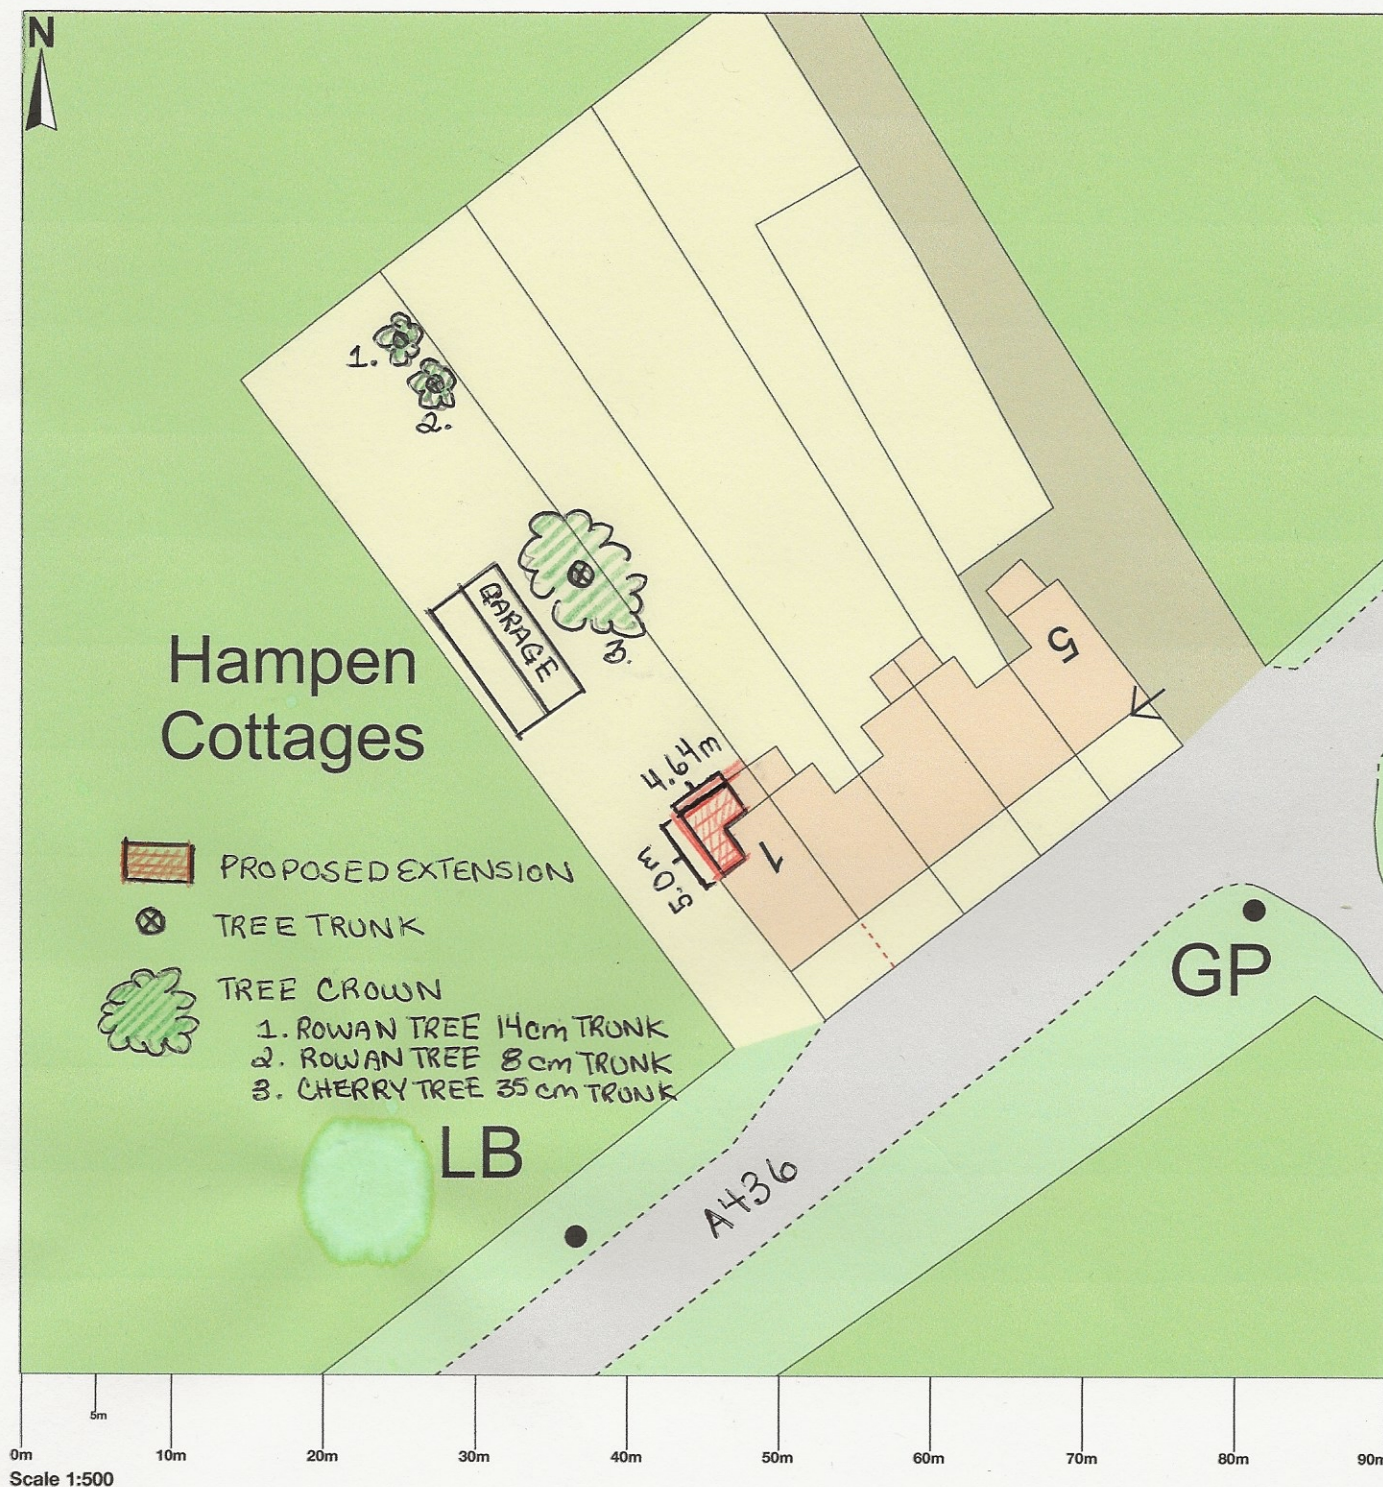 N
1.
2.
GARAGE
3.
Hampen
Cottages
5
4.64m
5.0m
1
PROPOSED EXTENSION
TREE TRUNK
TREE CROWN
1. ROWAN TREE 14cm TRUNK
2. ROWAN TREE 8cm TRUNK
3. CHERRY TREE 35cm TRUNK
GP
LB
A436
0m 5m 10m 20m 30m 40m 50m 60m 70m 80m 90m
Scale 1:500